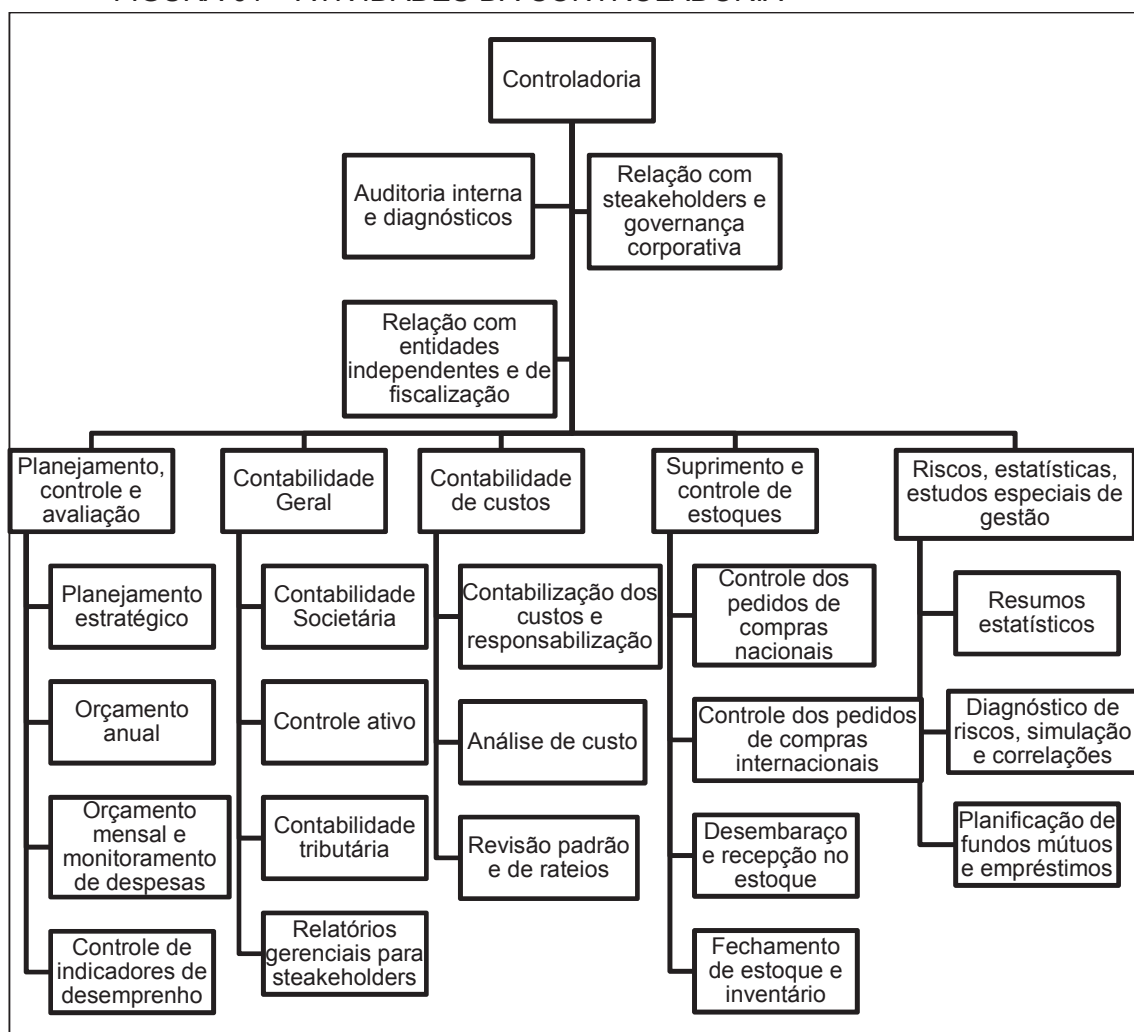 Controladoria
Auditoria interna
e diagnósticos
Relação com
steakeholders e
governança
corporativa
Relação com
entidades
independentes e de
fiscalização
Planejamento,
controle e
avaliação
Contabilidade
Geral
Contabilidade
de custos
Suprimento e
controle de
estoques
Riscos, estatísticas,
estudos especiais de
gestão
Planejamento
estratégico
Orçamento
anual
Orçamento
mensal e
monitoramento
de despesas
Controle de
indicadores de
desemprenho
Contabilidade
Societária
Controle ativo
Contabilidade
tributária
Relatórios
gerenciais para
steakeholders
Contabilização dos
custos e
responsabilização
Análise de custo
Revisão padrão
e de rateios
Controle dos
pedidos de
compras
nacionais
Controle dos pedidos
de compras
internacionais
Desembaraço
e recepção no
estoque
Fechamento
de estoque e
inventário
Resumos
estatísticos
Diagnóstico de
riscos, simulação
e correlações
Planificação de
fundos mútuos
e empréstimos